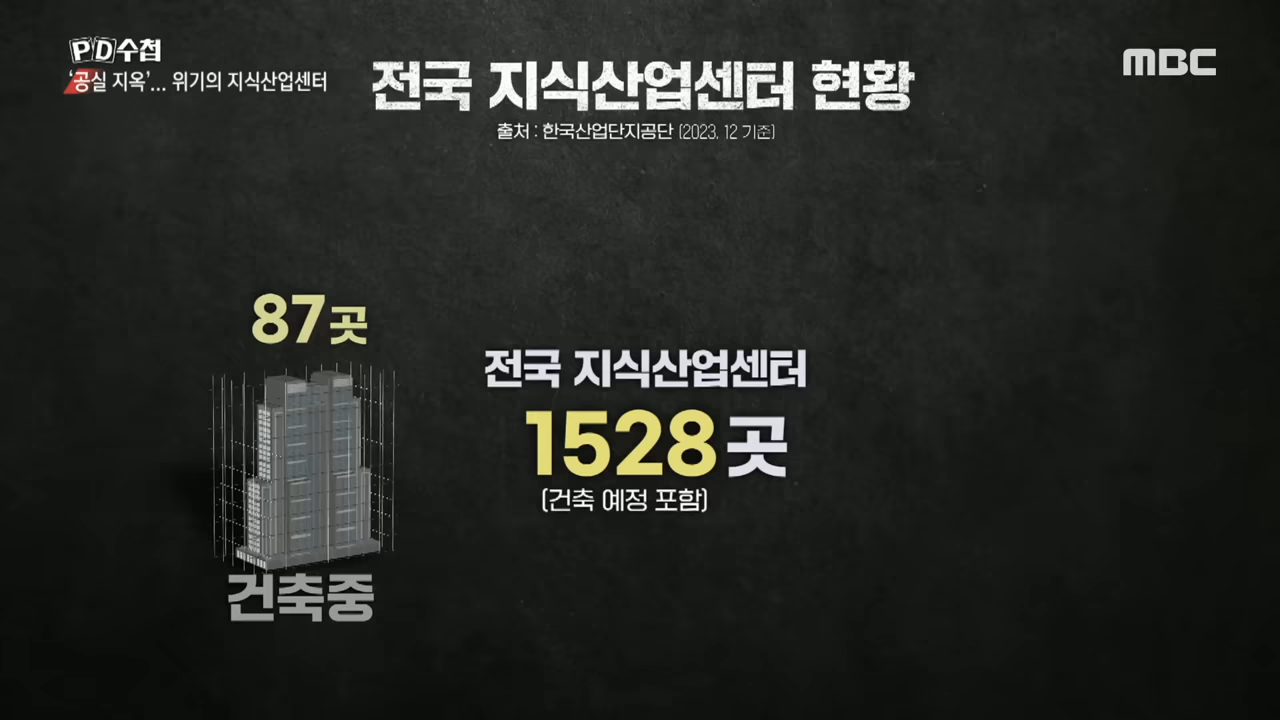 PD수첩
‘공실 지옥’... 위기의 지식산업센터
전국 지식산업센터 현황
MBC
출처 : 한국산업단지공단 (2023. 12 기준)
87곳
건축중
전국 지식산업센터
1528곳
(건축 예정 포함)